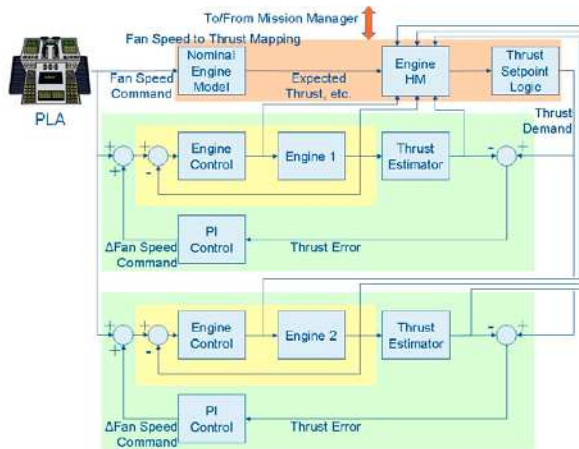 To/From Mission Manager
Fan Speed to Thrust Mapping
Nominal
Engine
Model
Engine
HM
Thrust
Setpoint
Logic
Fan Speed
Command
Expected
Thrust, etc.
PLA
Thrust
Demand
+
+
+
-
Engine
Control
Engine 1
Thrust
Estimator
-
+
PI
Control
ΔFan Speed
Command
Thrust Error
+
+
+
-
Engine
Control
Engine 2
Thrust
Estimator
-
+
PI
Control
ΔFan Speed
Command
Thrust Error